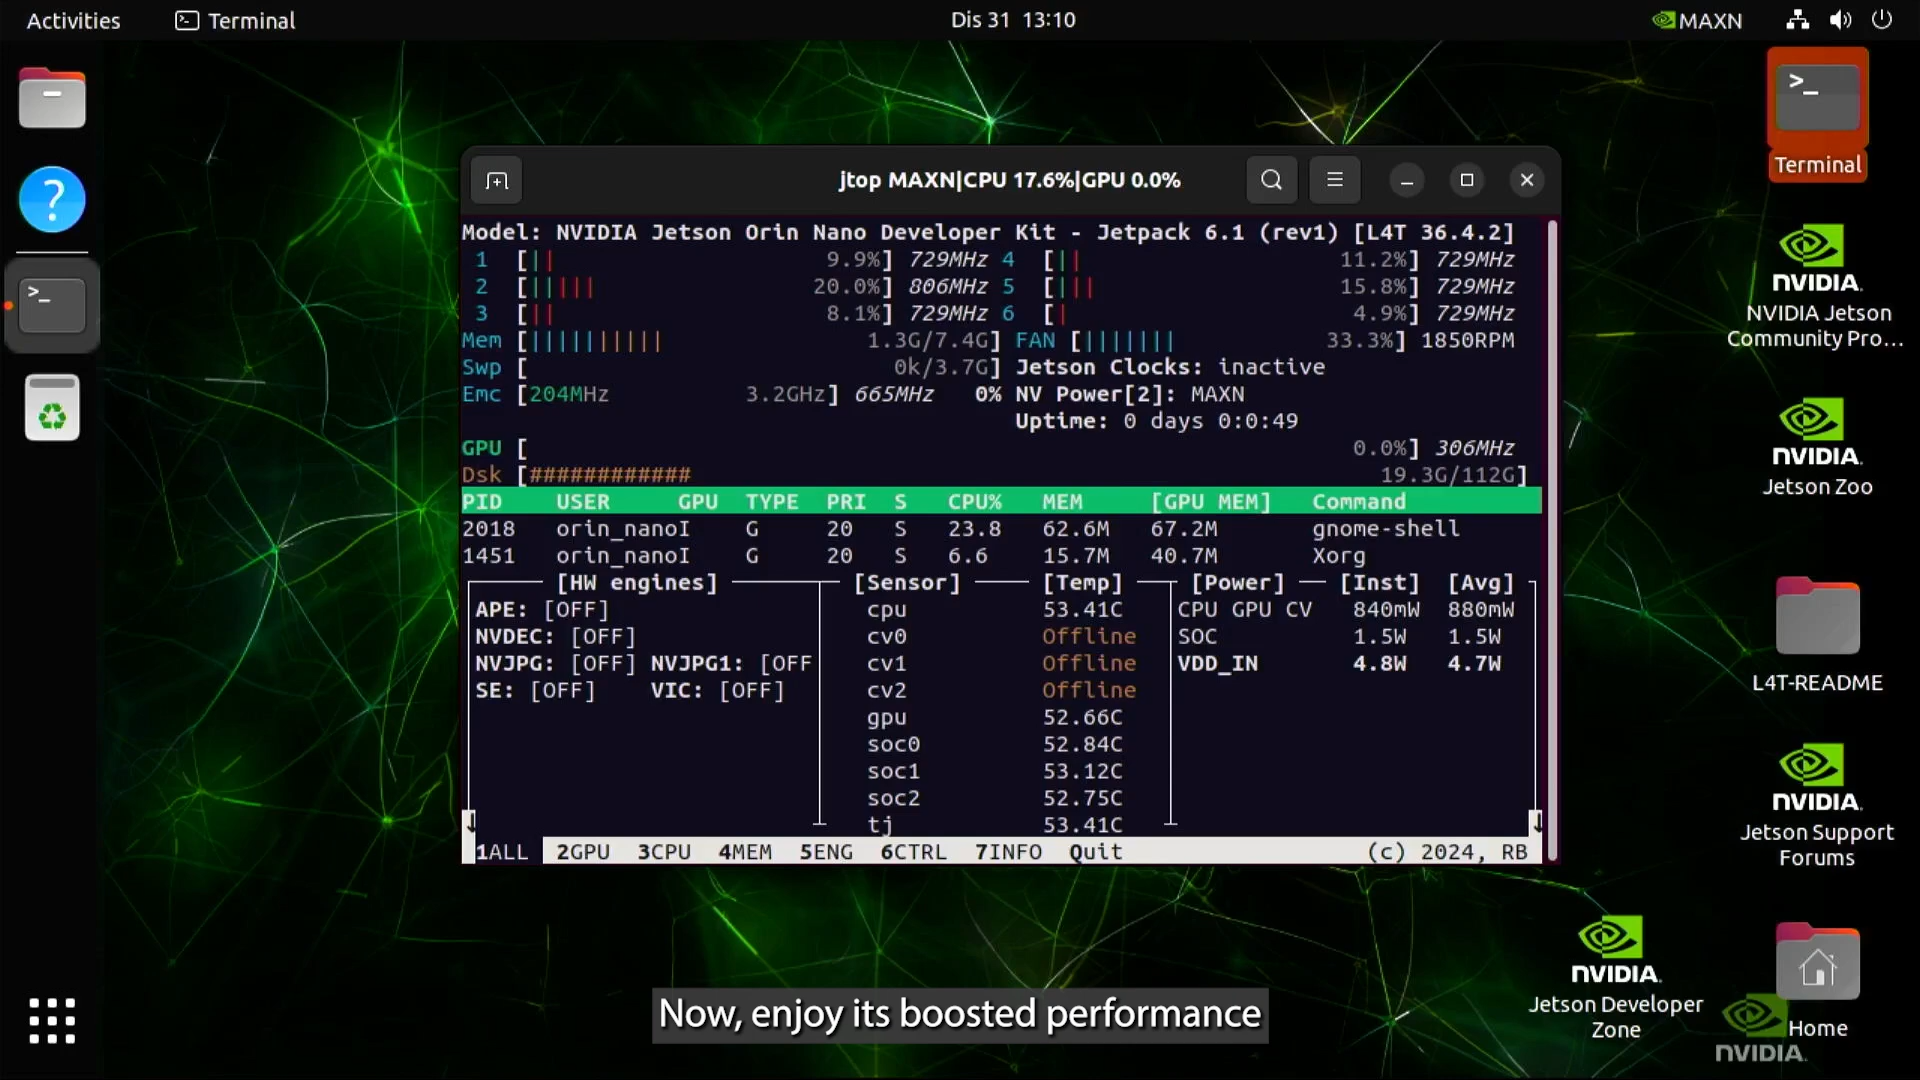 Activities Terminal Dis 31 13:10 MAXN
>_
Terminal
jtop MAXN|CPU 17.6%|GPU 0.0%
Model: NVIDIA Jetson Orin Nano Developer Kit - Jetpack 6.1 (rev1) [L4T 36.4.2]
1 [|| 9.9%] 729MHz 4 [|| 11.2%] 729MHz
2 [||||| 20.0%] 806MHz 5 [||| 15.8%] 729MHz
3 [|| 8.1%] 729MHz 6 [| 4.9%] 729MHz
Mem [|||||||||| 1.3G/7.4G] FAN [||||||| 33.3%] 1850RPM
Swp [ 0k/3.7G] Jetson Clocks: inactive
Emc [204MHz 3.2GHz] 665MHz 0% NV Power[2]: MAXN
Uptime: 0 days 0:0:49
GPU [ 0.0%] 306MHz
Dsk [############ 19.3G/112G]
PID USER GPU TYPE PRI S CPU% MEM [GPU MEM] Command
2018 orin_nanoI G 20 S 23.8 62.6M 67.2M gnome-shell
1451 orin_nanoI G 20 S 6.6 15.7M 40.7M Xorg
[HW engines] [Sensor] [Temp] [Power] [Inst] [Avg]
APE: [OFF] cpu 53.41C CPU GPU CV 840mW 880mW
NVDEC: [OFF] cv0 Offline SOC 1.5W 1.5W
NVJPG: [OFF] NVJPG1: [OFF cv1 Offline VDD_IN 4.8W 4.7W
SE: [OFF] VIC: [OFF] cv2 Offline
gpu 52.66C
soc0 52.84C
soc1 53.12C
soc2 52.75C
tj 53.41C
1ALL 2GPU 3CPU 4MEM 5ENG 6CTRL 7INFO Quit (c) 2024, RB
?
>_
NVIDIA.
NVIDIA Jetson
Community Pro...
NVIDIA.
Jetson Zoo
L4T-README
NVIDIA.
Jetson Support
Forums
NVIDIA.
Jetson Developer
Zone
Home
NVIDIA.
Now, enjoy its boosted performance